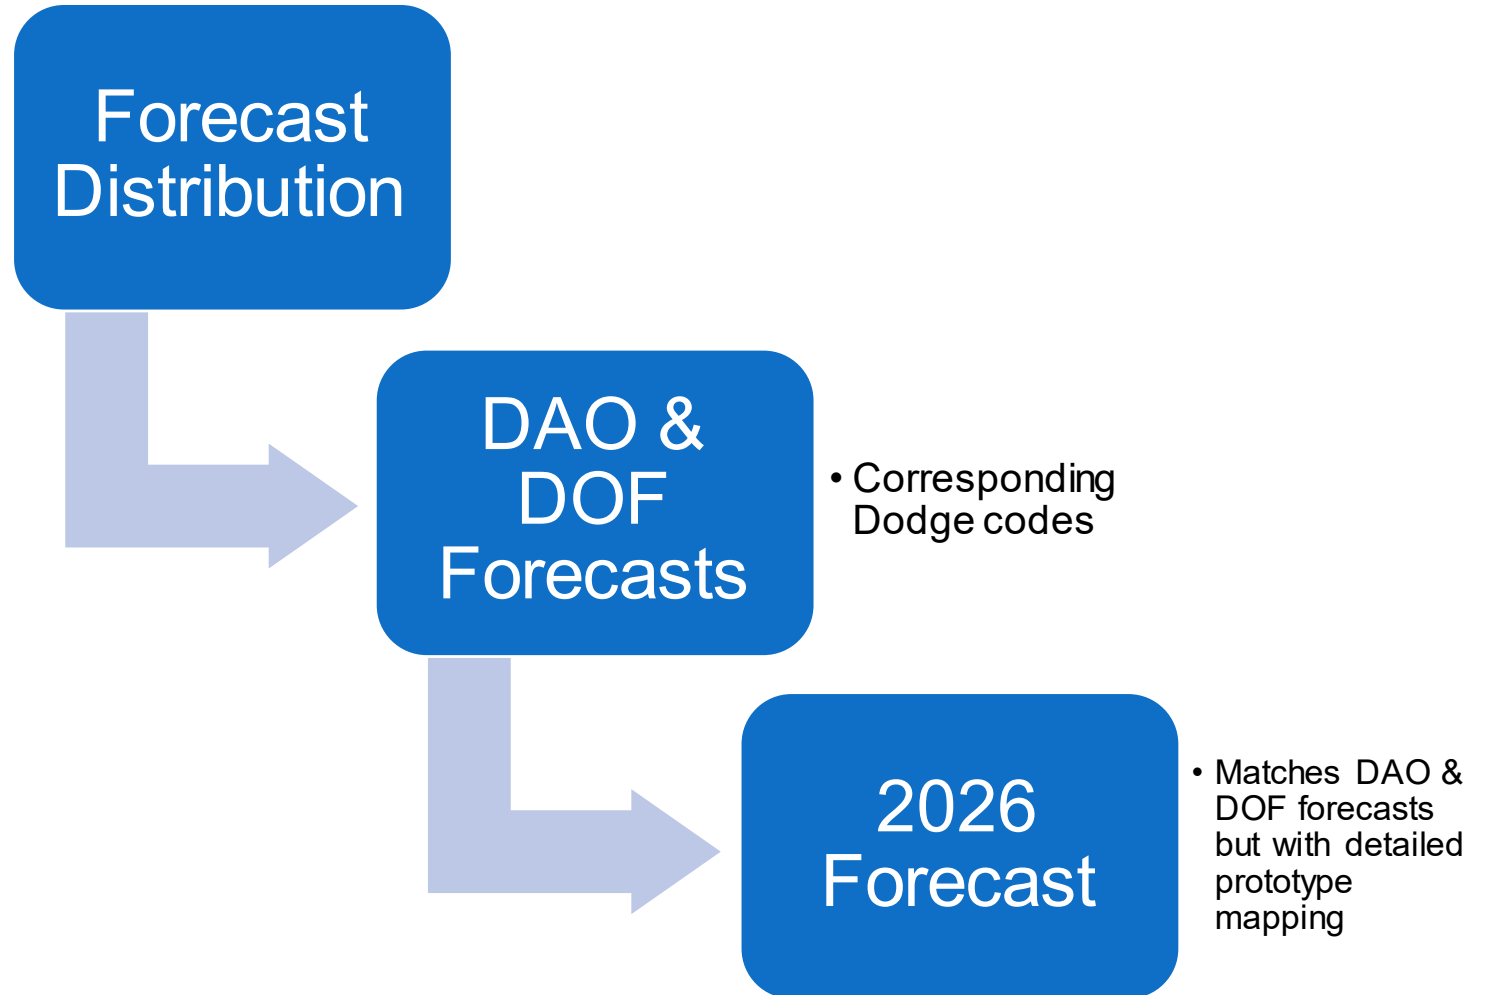 Forecast
Distribution
DAO &
DOF
Forecasts
• Corresponding
Dodge codes
2026
Forecast
• Matches DAO &
DOF forecasts
but with detailed
prototype
mapping